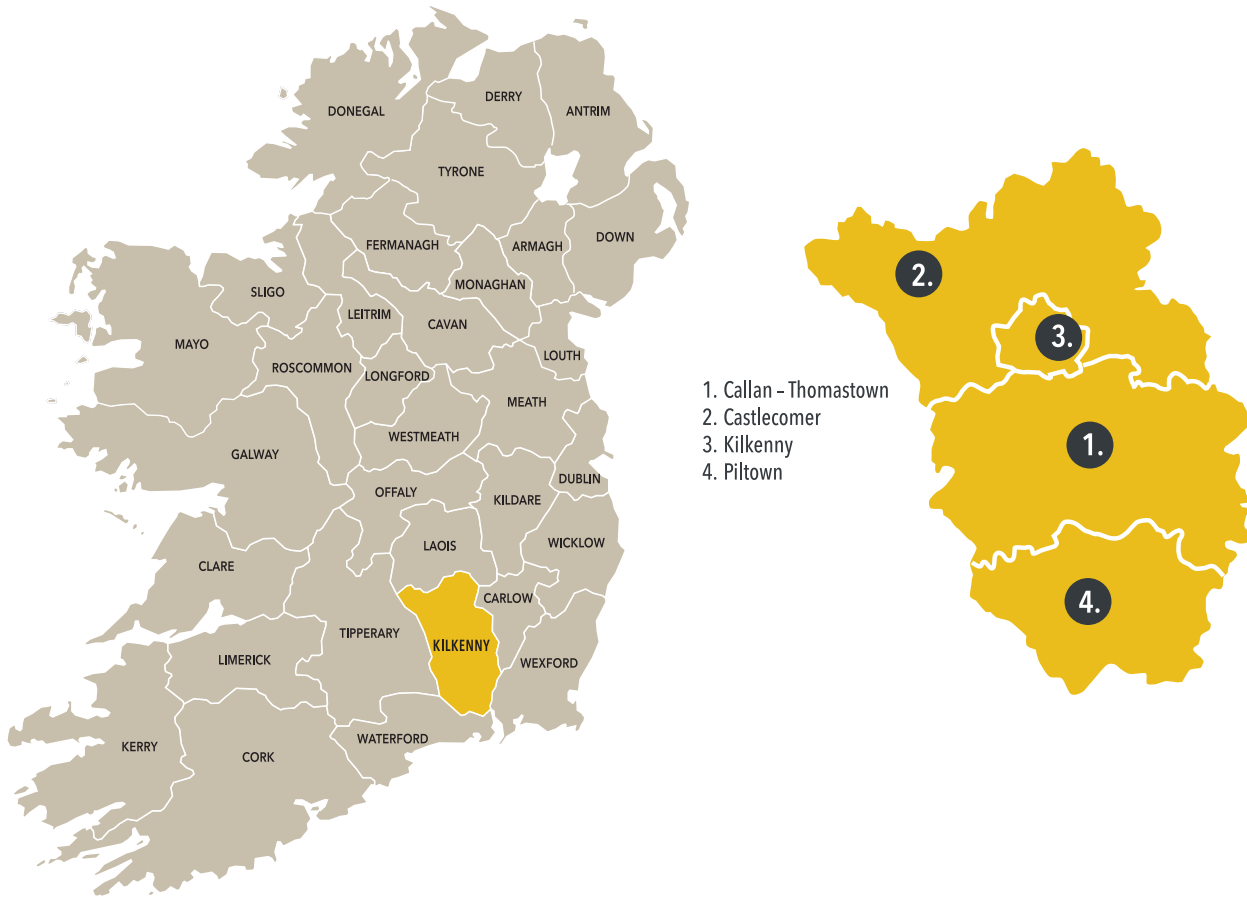 DERRY
ANTRIM
DONEGAL
TYRONE
FERMANAGH
ARMAGH
DOWN
MONAGHAN
SLIGO
LEITRIM
CAVAN
MAYO
LOUTH
ROSCOMMON
LONGFORD
MEATH
WESTMEATH
GALWAY
DUBLIN
OFFALY
KILDARE
LAOIS
WICKLOW
CLARE
CARLOW
TIPPERARY
KILKENNY
LIMERICK
WEXFORD
WATERFORD
KERRY
CORK
1. Callan – Thomastown
2. Castlecomer
3. Kilkenny
4. Piltown
2.
3.
1.
4.